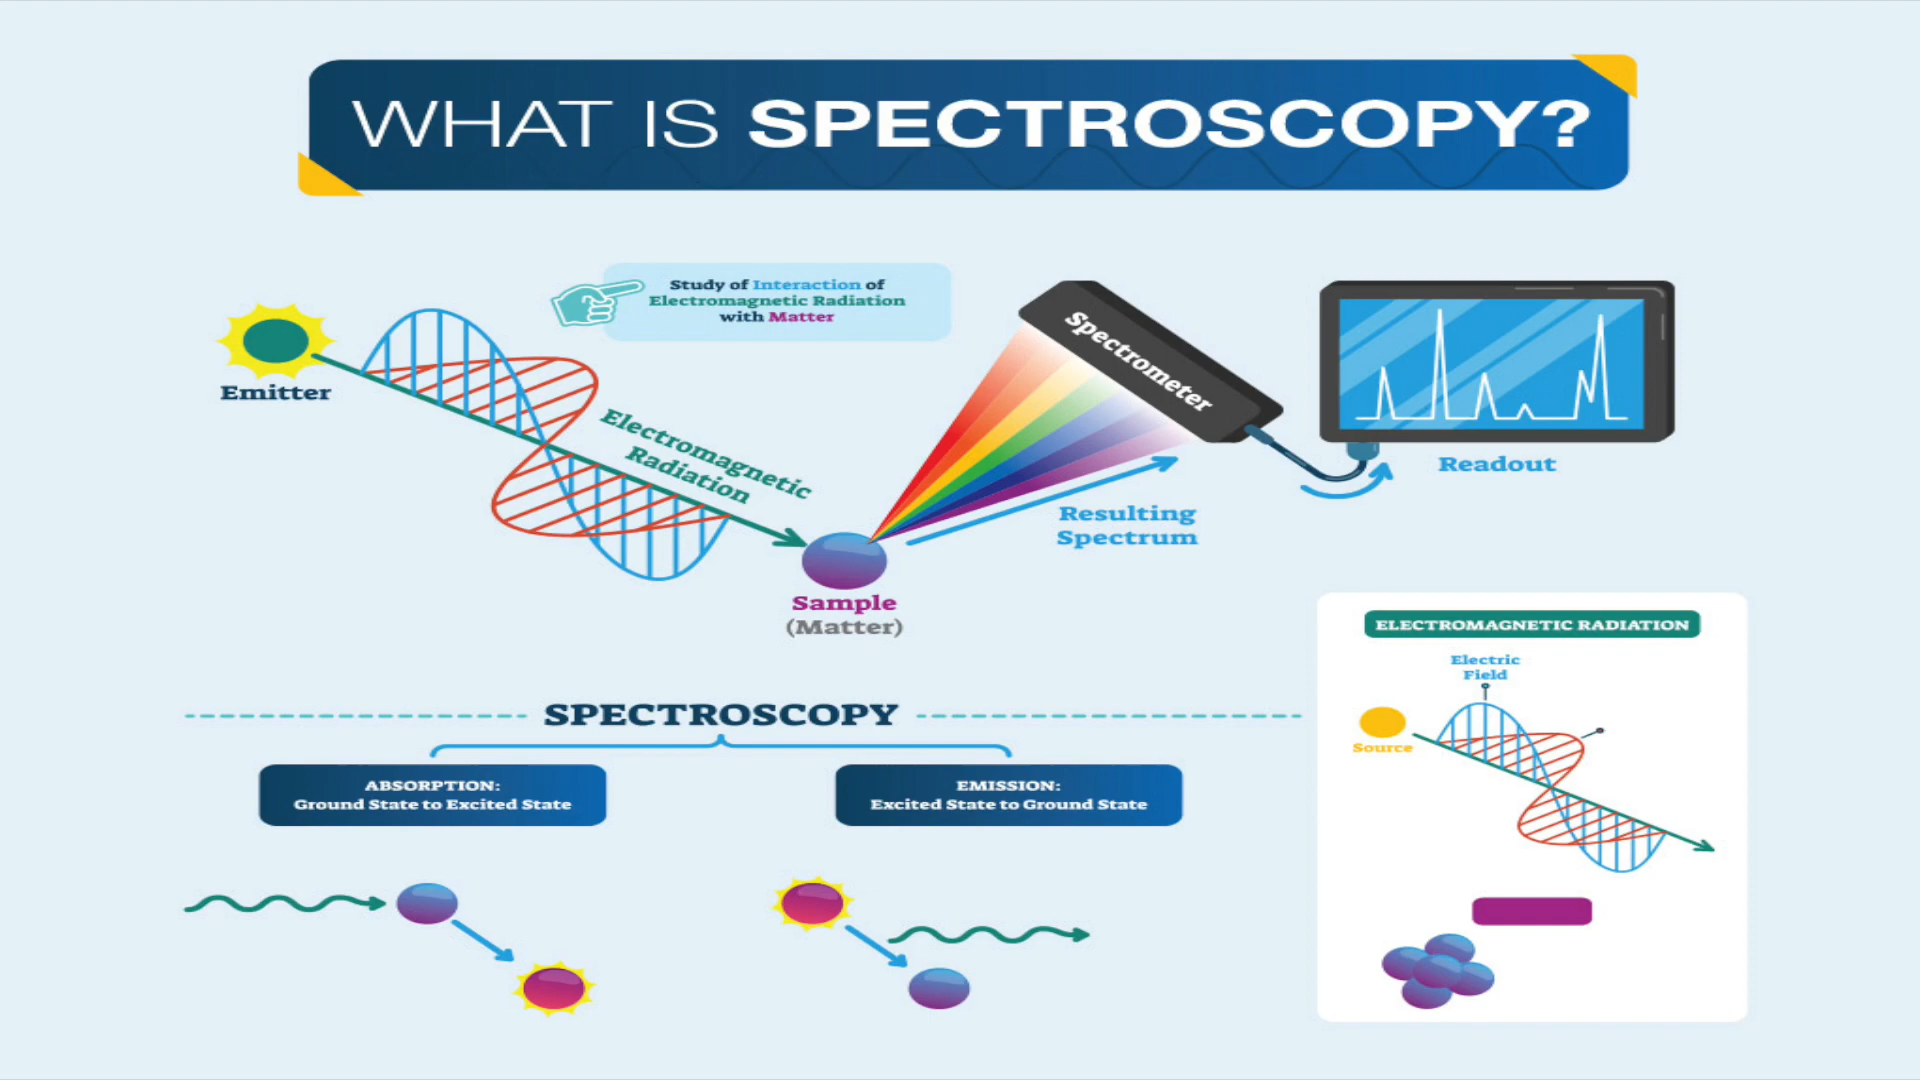 WHAT IS SPECTROSCOPY?
Study of Interaction of
Electromagnetic Radiation
with Matter
Emitter
Electromagnetic
Radiation
Spectrometer
Readout
Resulting
Spectrum
Sample
(Matter)
SPECTROSCOPY
ABSORPTION:
Ground State to Excited State
EMISSION:
Excited State to Ground State
ELECTROMAGNETIC RADIATION
Electric
Field
Source